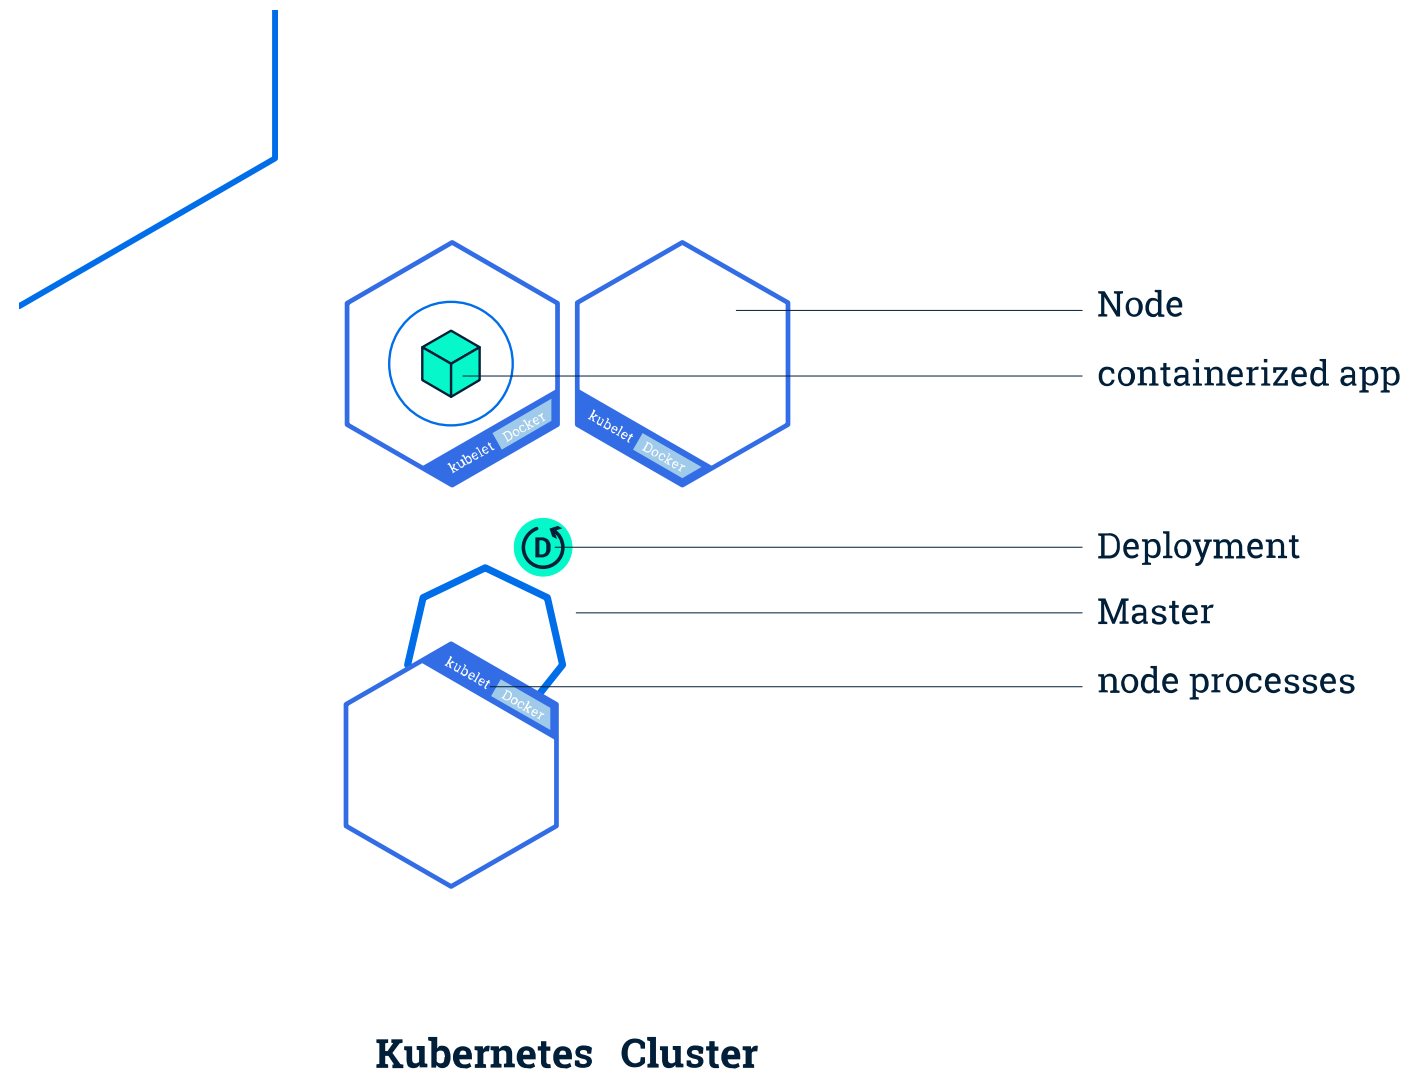 Node
containerized app
kubelet Docker
kubelet Docker
D
Deployment
Master
kubelet Docker
node processes
Kubernetes Cluster